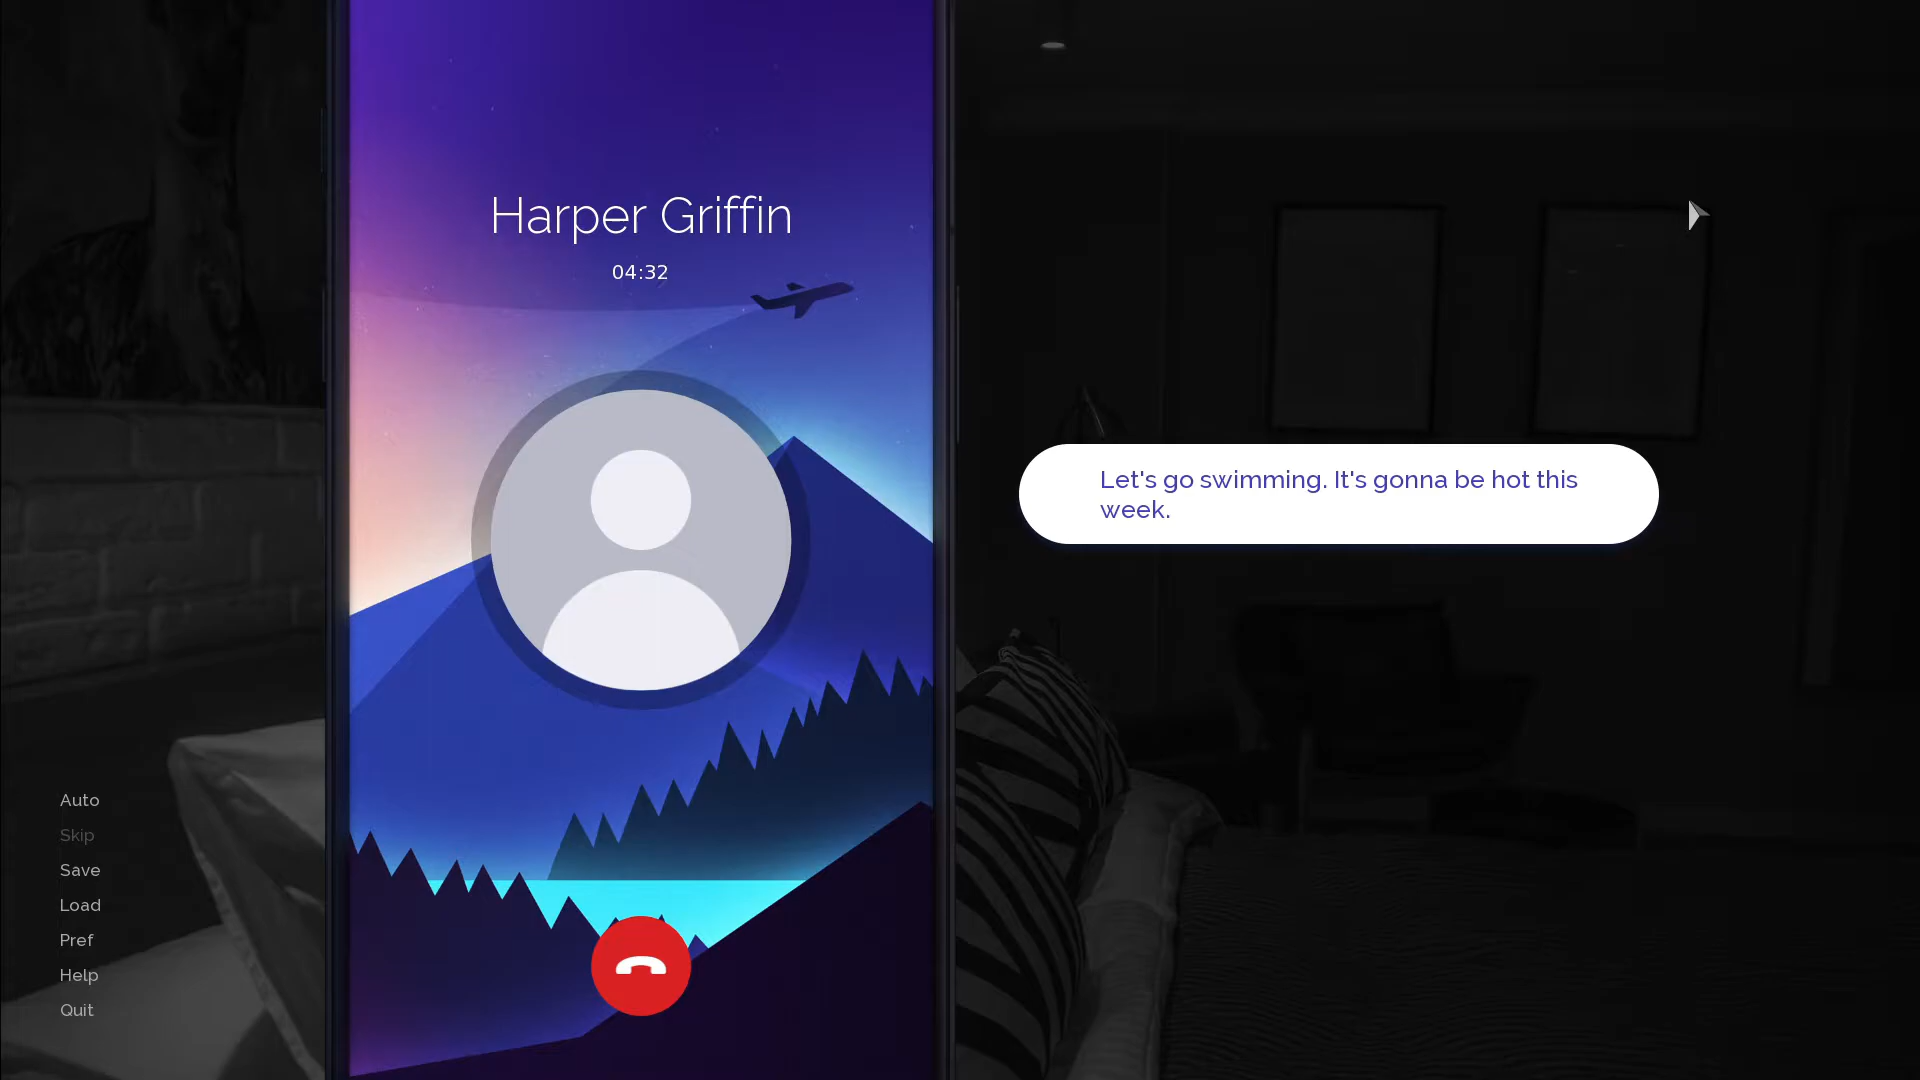 Harper Griffin
04:32
Let's go swimming. It's gonna be hot this
week.
Auto
Skip
Save
Load
Pref
Help
Quit